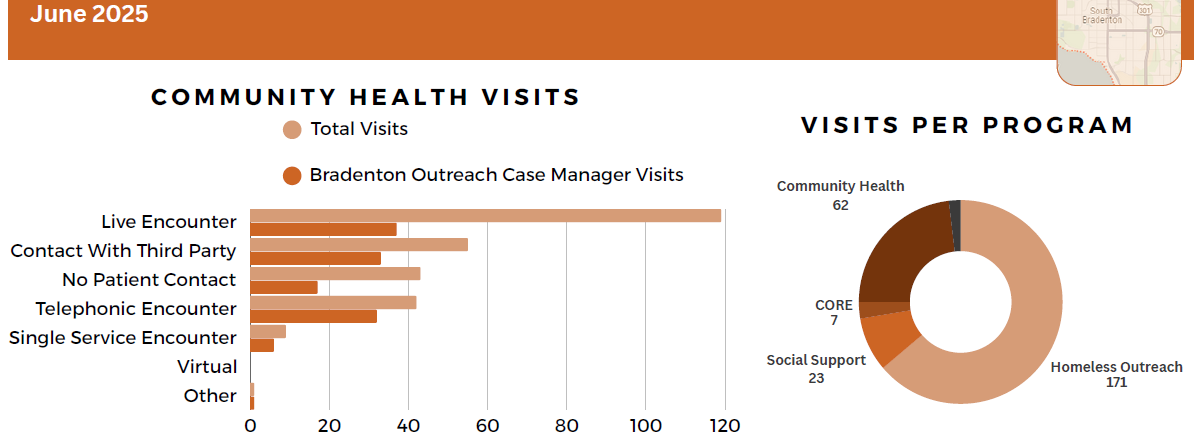 June 2025
South
Bradenton
301
70
COMMUNITY HEALTH VISITS
Total Visits
Bradenton Outreach Case Manager Visits
Live Encounter
Contact With Third Party
No Patient Contact
Telephonic Encounter
Single Service Encounter
Virtual
Other
0 20 40 60 80 100 120
VISITS PER PROGRAM
Community Health
62
CORE
7
Social Support
23
Homeless Outreach
171